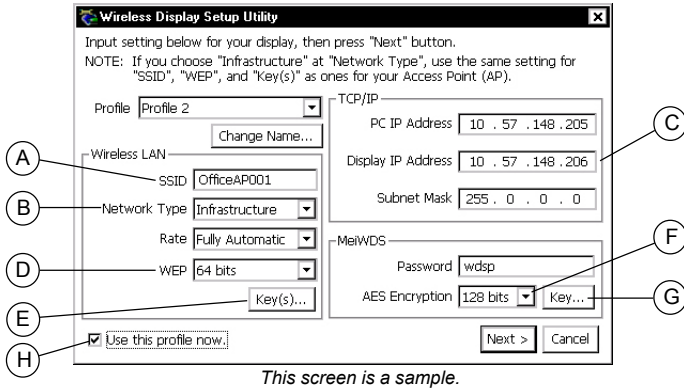 Wireless Display Setup Utility
Input setting below for your display, then press "Next" button.
NOTE: If you choose "Infrastructure" at "Network Type", use the same setting for
"SSID", "WEP", and "Key(s)" as ones for your Access Point (AP).
Profile Profile 2
Change Name...
Wireless LAN
A
SSID OfficeAP001
B
Network Type Infrastructure
Rate Fully Automatic
D
WEP 64 bits
E
Key(s)...
H
Use this profile now.
TCP/IP
PC IP Address 10 . 57 . 148 . 205
C
Display IP Address 10 . 57 . 148 . 206
Subnet Mask 255 . 0 . 0 . 0
MeiWDS
F
Password wdsp
AES Encryption 128 bits Key...
G
Next > Cancel
This screen is a sample.